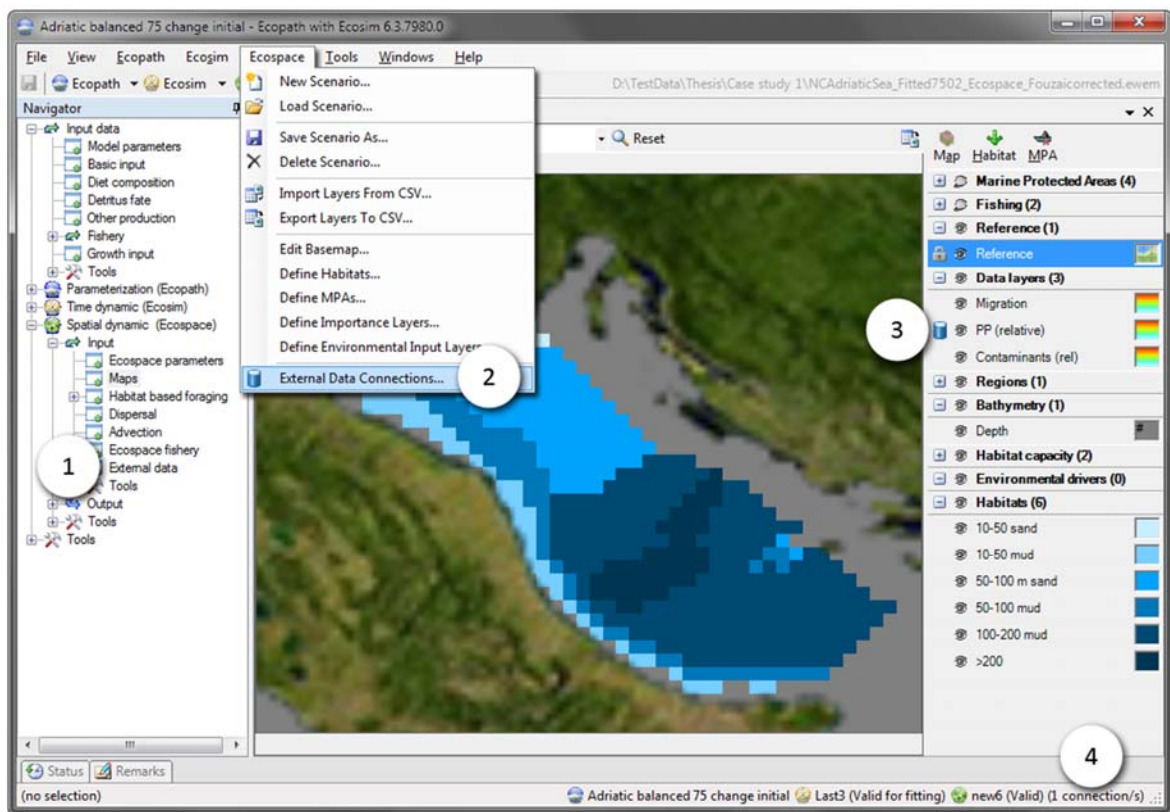 Adriatic balanced 75 change initial - Ecopath with Ecosim 6.3.7980.0
File View Ecopath Ecosim Ecospace Tools Windows Help
Ecopath Ecosim
D:\TestData\Thesis\Case study 1\NCAdriaticSea_Fitted7502_Ecospace_Fouzaicorrected.ewem
Navigator
Input data
Model parameters
Basic input
Diet composition
Detritus fate
Other production
Fishery
Growth input
Tools
Parameterization (Ecopath)
Time dynamic (Ecosim)
Spatial dynamic (Ecospace)
Input
Ecospace parameters
Maps
Habitat based foraging
Dispersal
Advection
Ecospace fishery
External data
Tools
Output
Tools
Tools
1
New Scenario...
Load Scenario...
Save Scenario As...
Delete Scenario...
Import Layers From CSV...
Export Layers To CSV...
Edit Basemap...
Define Habitats...
Define MPAs...
Define Importance Layers...
Define Environmental Input Layers
External Data Connections...
2
Reset
Map Habitat MPA
Marine Protected Areas (4)
Fishing (2)
Reference (1)
Reference
Data layers (3)
Migration
3
PP (relative)
Contaminants (rel)
Regions (1)
Bathymetry (1)
Depth #
Habitat capacity (2)
Environmental drivers (0)
Habitats (6)
10-50 sand
10-50 mud
50-100 m sand
50-100 mud
100-200 mud
>200
4
Status Remarks
(no selection)
Adriatic balanced 75 change initial Last3 (Valid for fitting) new6 (Valid) (1 connection/s)